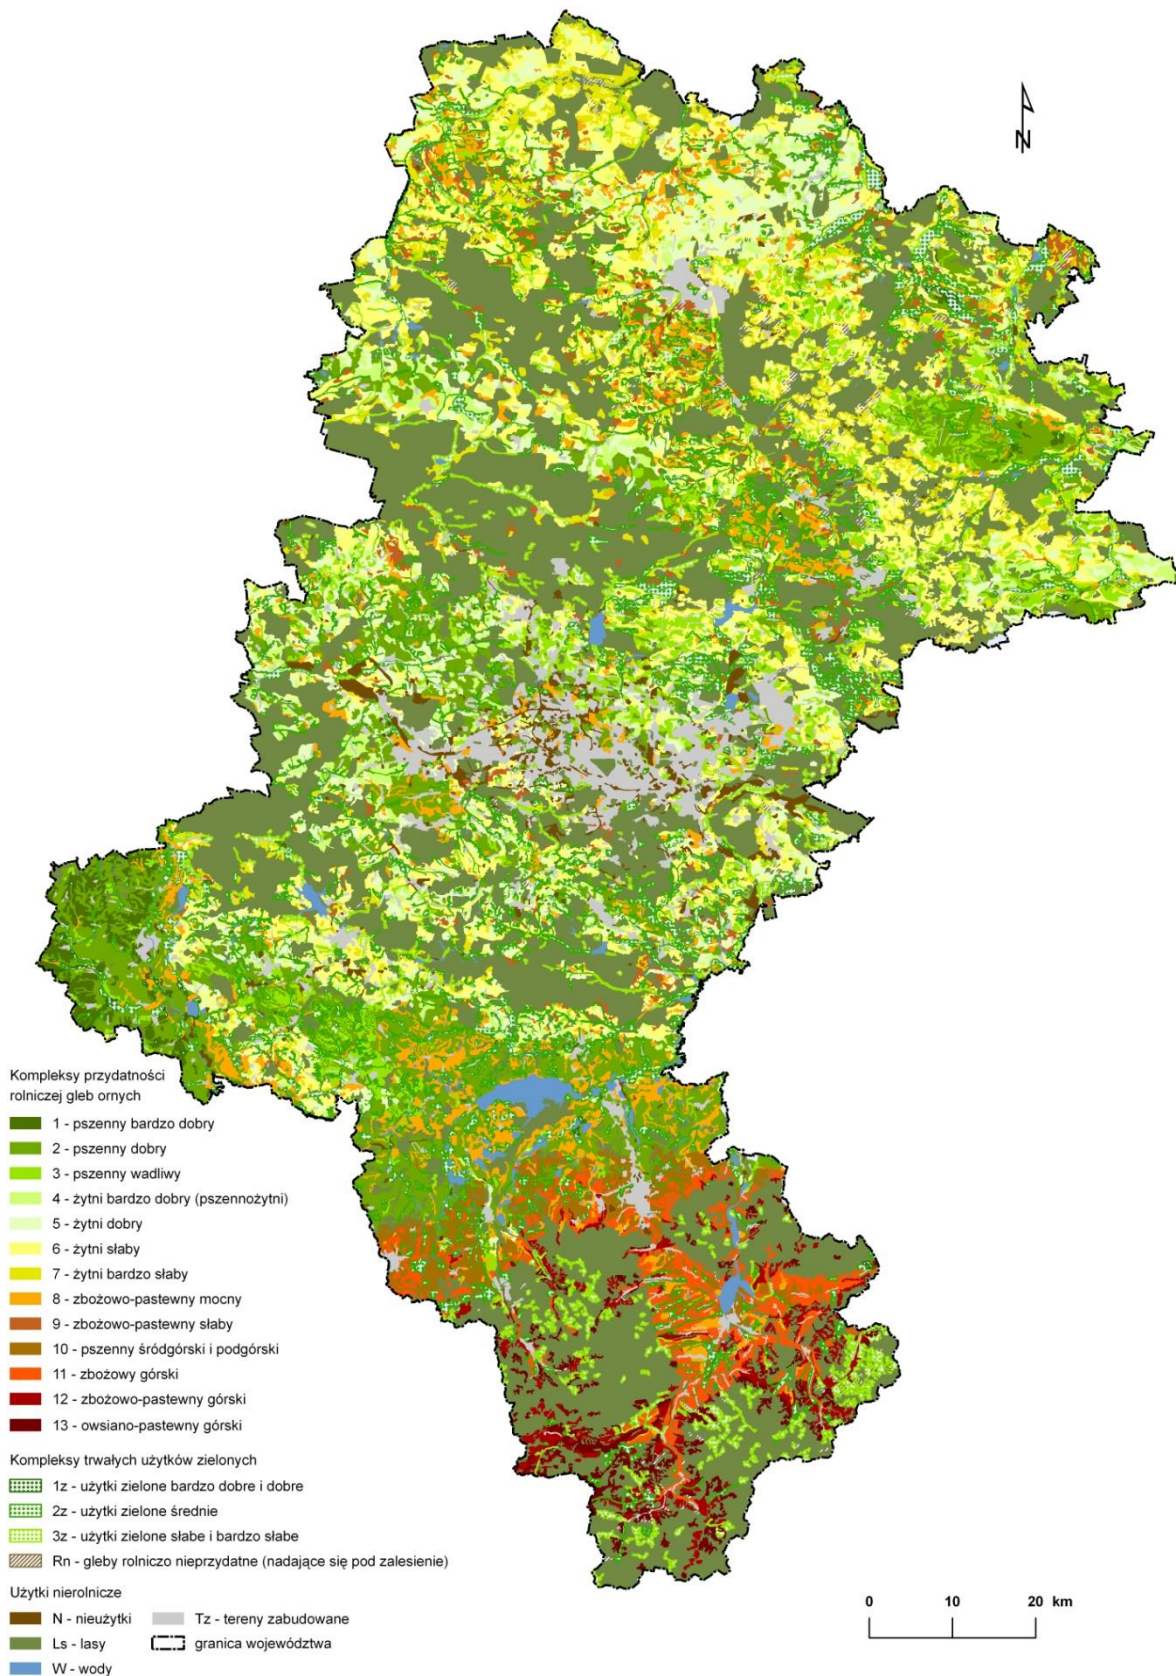 N
Kompleksy przydatności
rolniczej gleb ornych
1 - pszenny bardzo dobry
2 - pszenny dobry
3 - pszenny wadliwy
4 - żytni bardzo dobry (pszennożytni)
5 - żytni dobry
6 - żytni słaby
7 - żytni bardzo słaby
8 - zbożowo-pastewny mocny
9 - zbożowo-pastewny słaby
10 - pszenny śródgórski i podgórski
11 - zbożowy górski
12 - zbożowo-pastewny górski
13 - owsiano-pastewny górski
Kompleksy trwałych użytków zielonych
1z - użytki zielone bardzo dobre i dobre
2z - użytki zielone średnie
3z - użytki zielone słabe i bardzo słabe
Rn - gleby rolniczo nieprzydatne (nadające się pod zalesienie)
Użytki nierolnicze
N - nieużytki
Tz - tereny zabudowane
Ls - lasy
granica województwa
W - wody
0 10 20 km